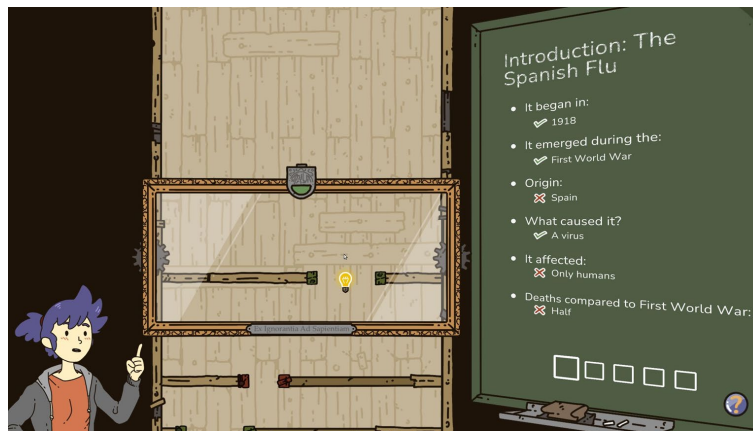 Introduction: The
Spanish Flu
It began in:
1918
It emerged during the:
First World War
Origin:
Spain
What caused it?
A virus
It affected:
Only humans
Deaths compared to First World War:
Half
Ex Ignorantia Ad Sapientiam
?